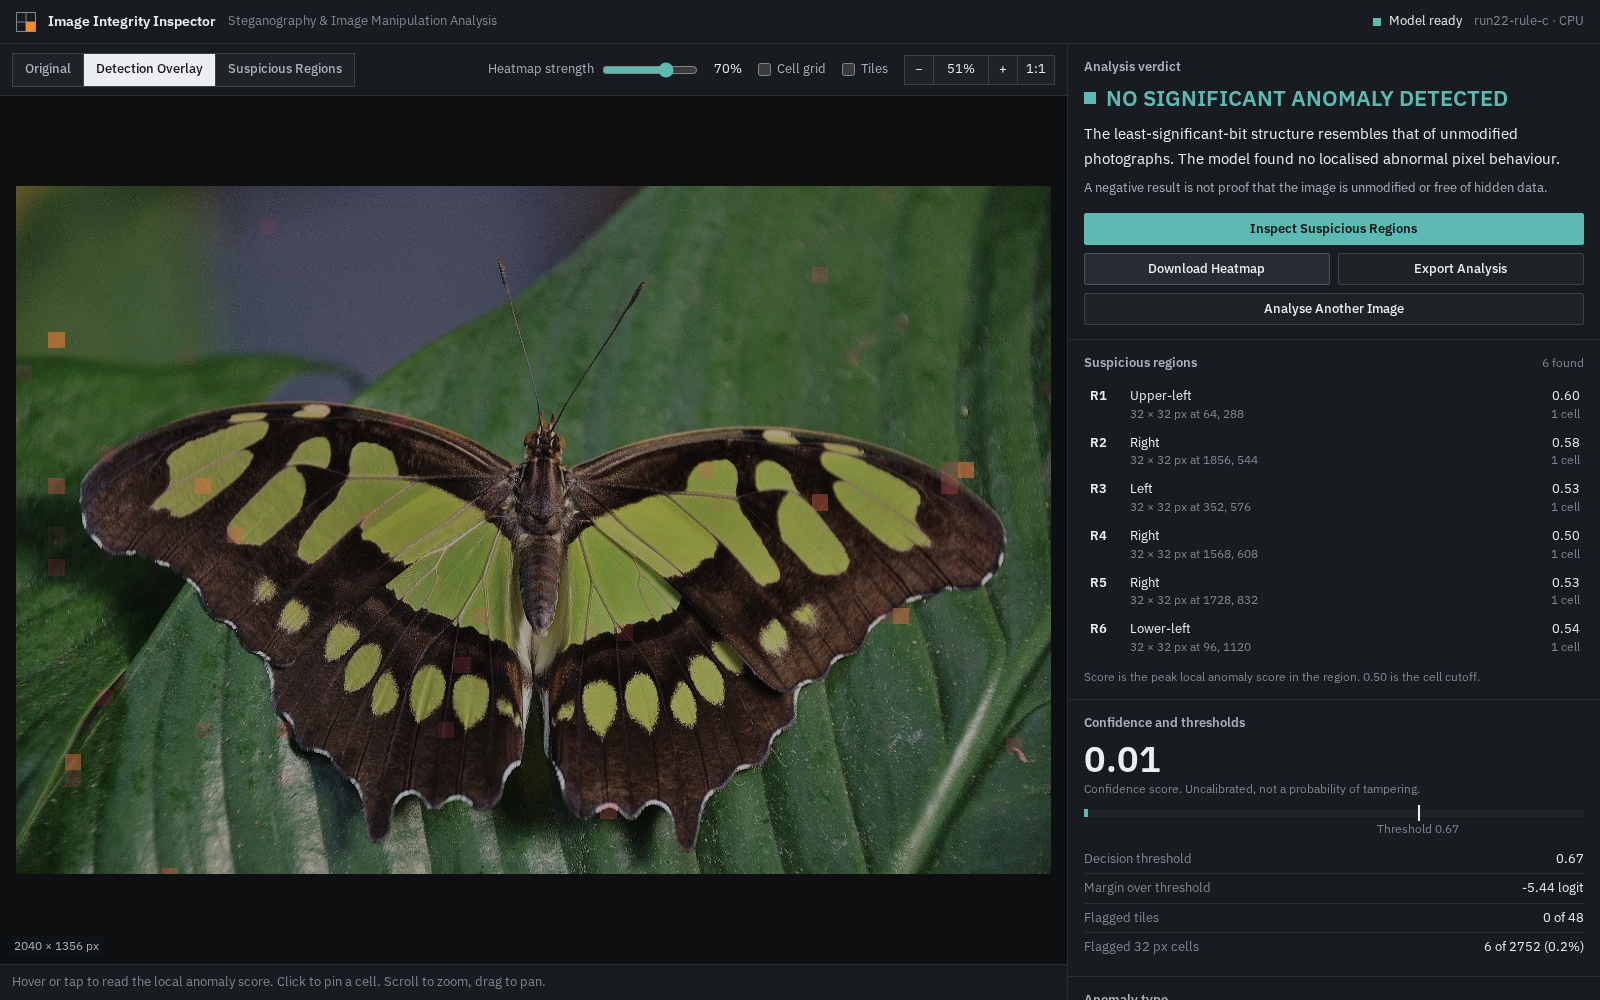 Image Integrity Inspector Steganography & Image Manipulation Analysis
Model ready run22-rule-c · CPU
Original Detection Overlay Suspicious Regions
Heatmap strength 70% Cell grid Tiles − 51% + 1:1
2040 × 1356 px
Hover or tap to read the local anomaly score. Click to pin a cell. Scroll to zoom, drag to pan.
Analysis verdict
NO SIGNIFICANT ANOMALY DETECTED
The least-significant-bit structure resembles that of unmodified
photographs. The model found no localised abnormal pixel behaviour.
A negative result is not proof that the image is unmodified or free of hidden data.
Inspect Suspicious Regions
Download Heatmap Export Analysis
Analyse Another Image
Suspicious regions 6 found
R1 Upper-left 0.60
32 × 32 px at 64, 288 1 cell
R2 Right 0.58
32 × 32 px at 1856, 544 1 cell
R3 Left 0.53
32 × 32 px at 352, 576 1 cell
R4 Right 0.50
32 × 32 px at 1568, 608 1 cell
R5 Right 0.53
32 × 32 px at 1728, 832 1 cell
R6 Lower-left 0.54
32 × 32 px at 96, 1120 1 cell
Score is the peak local anomaly score in the region. 0.50 is the cell cutoff.
Confidence and thresholds
0.01
Confidence score. Uncalibrated, not a probability of tampering.
Threshold 0.67
Decision threshold 0.67
Margin over threshold -5.44 logit
Flagged tiles 0 of 48
Flagged 32 px cells 6 of 2752 (0.2%)
Anomaly type